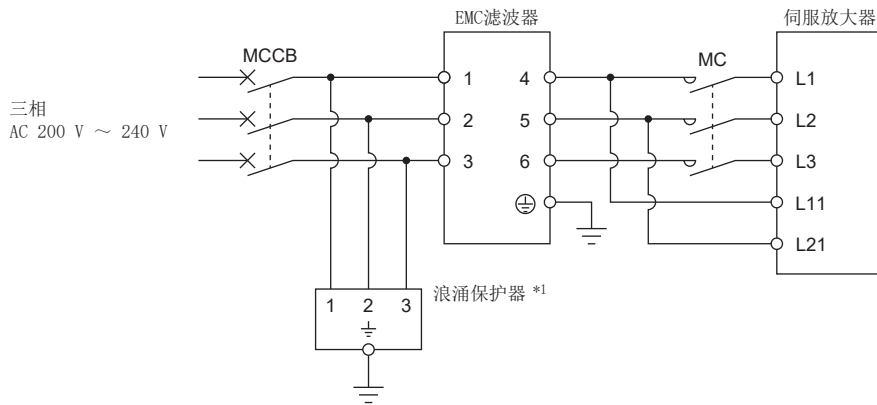 EMC滤波器
伺服放大器
MCCB
MC
三相
AC 200 V ～ 240 V
1
4
L1
2
5
L2
3
6
L3
L11
L21
浪涌保护器 *1
1 2 3